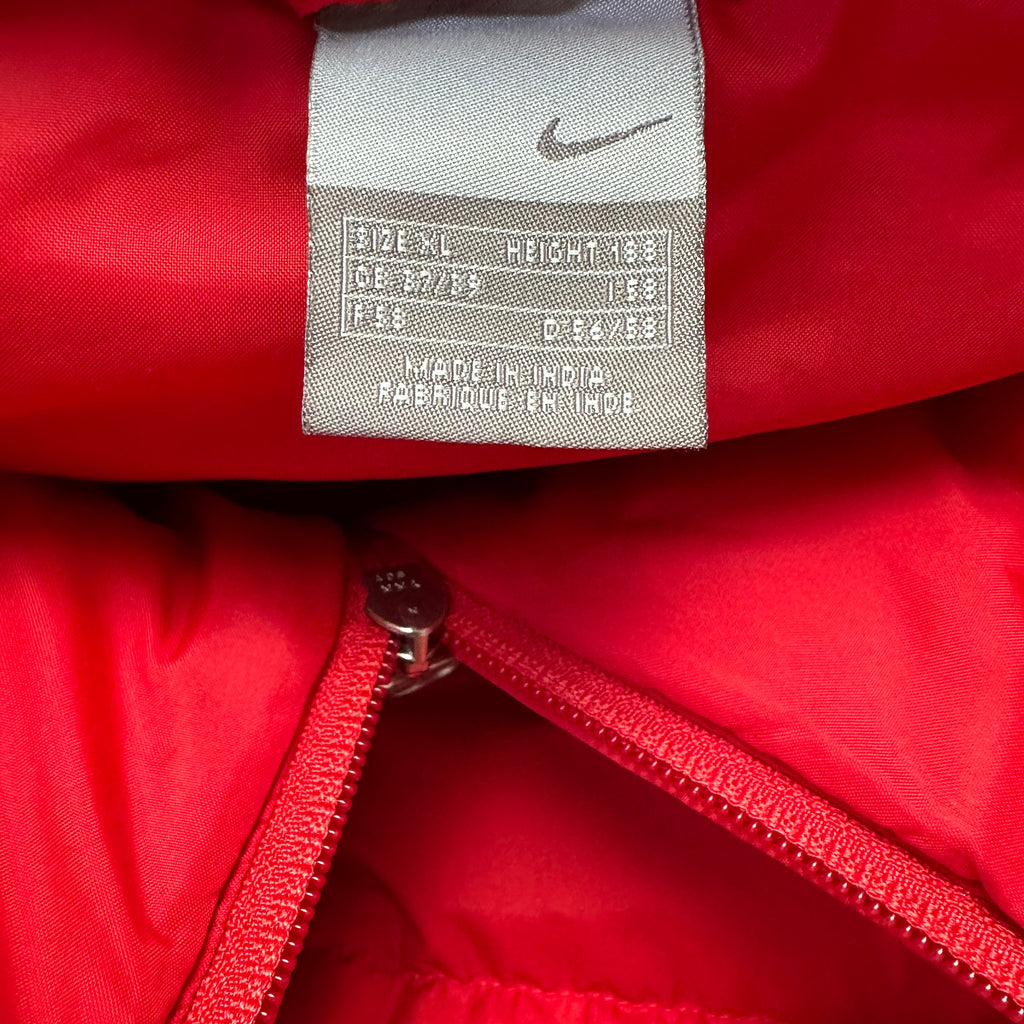 SIZE XL HEIGHT 188
GB 37/39 I 58
F 58 D 56/58
MADE IN INDIA
FABRIQUE EN INDE